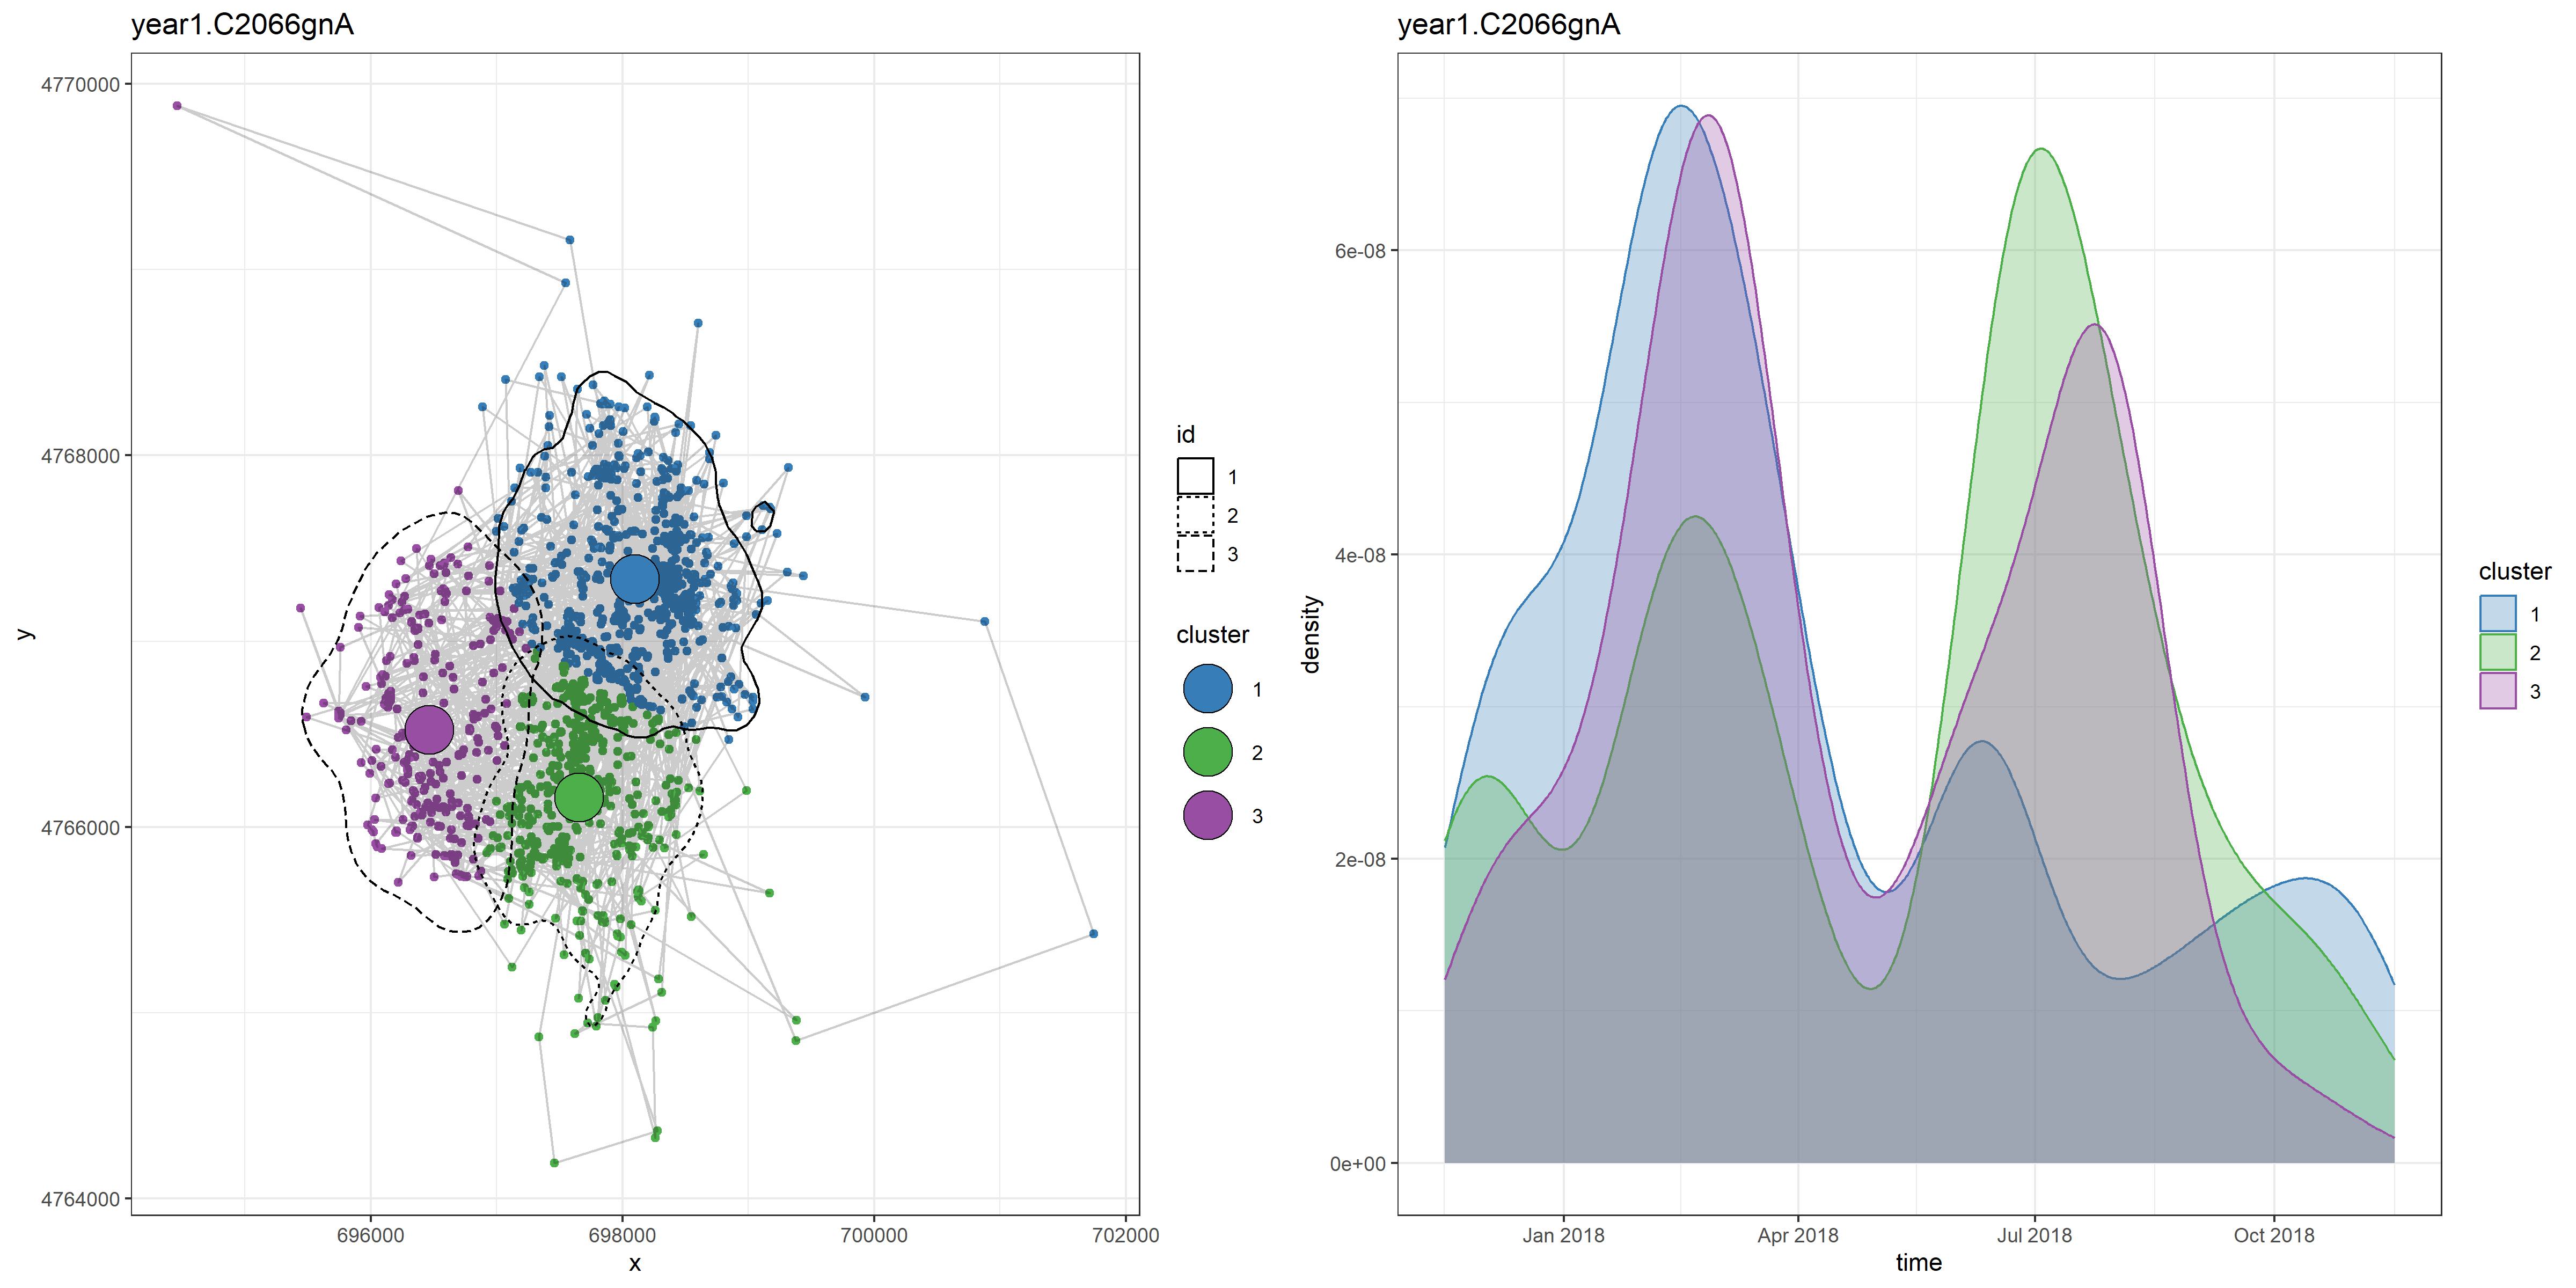 year1.C2066gnA
4770000
4768000
4766000
4764000
y
696000 698000 700000 702000
x
id
1
2
3
cluster
1
2
3
year1.C2066gnA
6e-08
4e-08
2e-08
0e+00
density
Jan 2018 Apr 2018 Jul 2018 Oct 2018
time
cluster
1
2
3